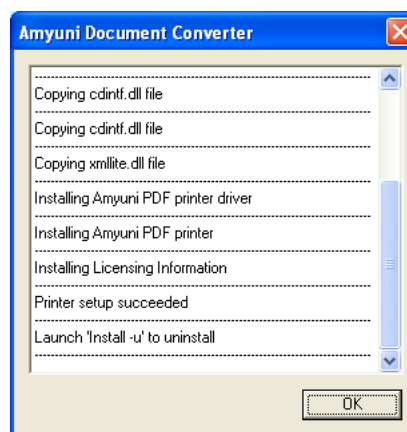 Amyuni Document Converter
Copying cdintf.dll file
Copying cdintf.dll file
Copying xmllite.dll file
Installing Amyuni PDF printer driver
Installing Amyuni PDF printer
Installing Licensing Information
Printer setup succeeded
Launch 'Install -u' to uninstall
OK